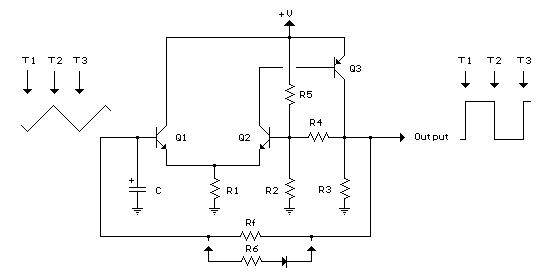 +V
T1 T2 T3
T1 T2 T3
Q3
R5
R4
Q1
Q2
Output
+
C
R1
R2
R3
Rf
R6